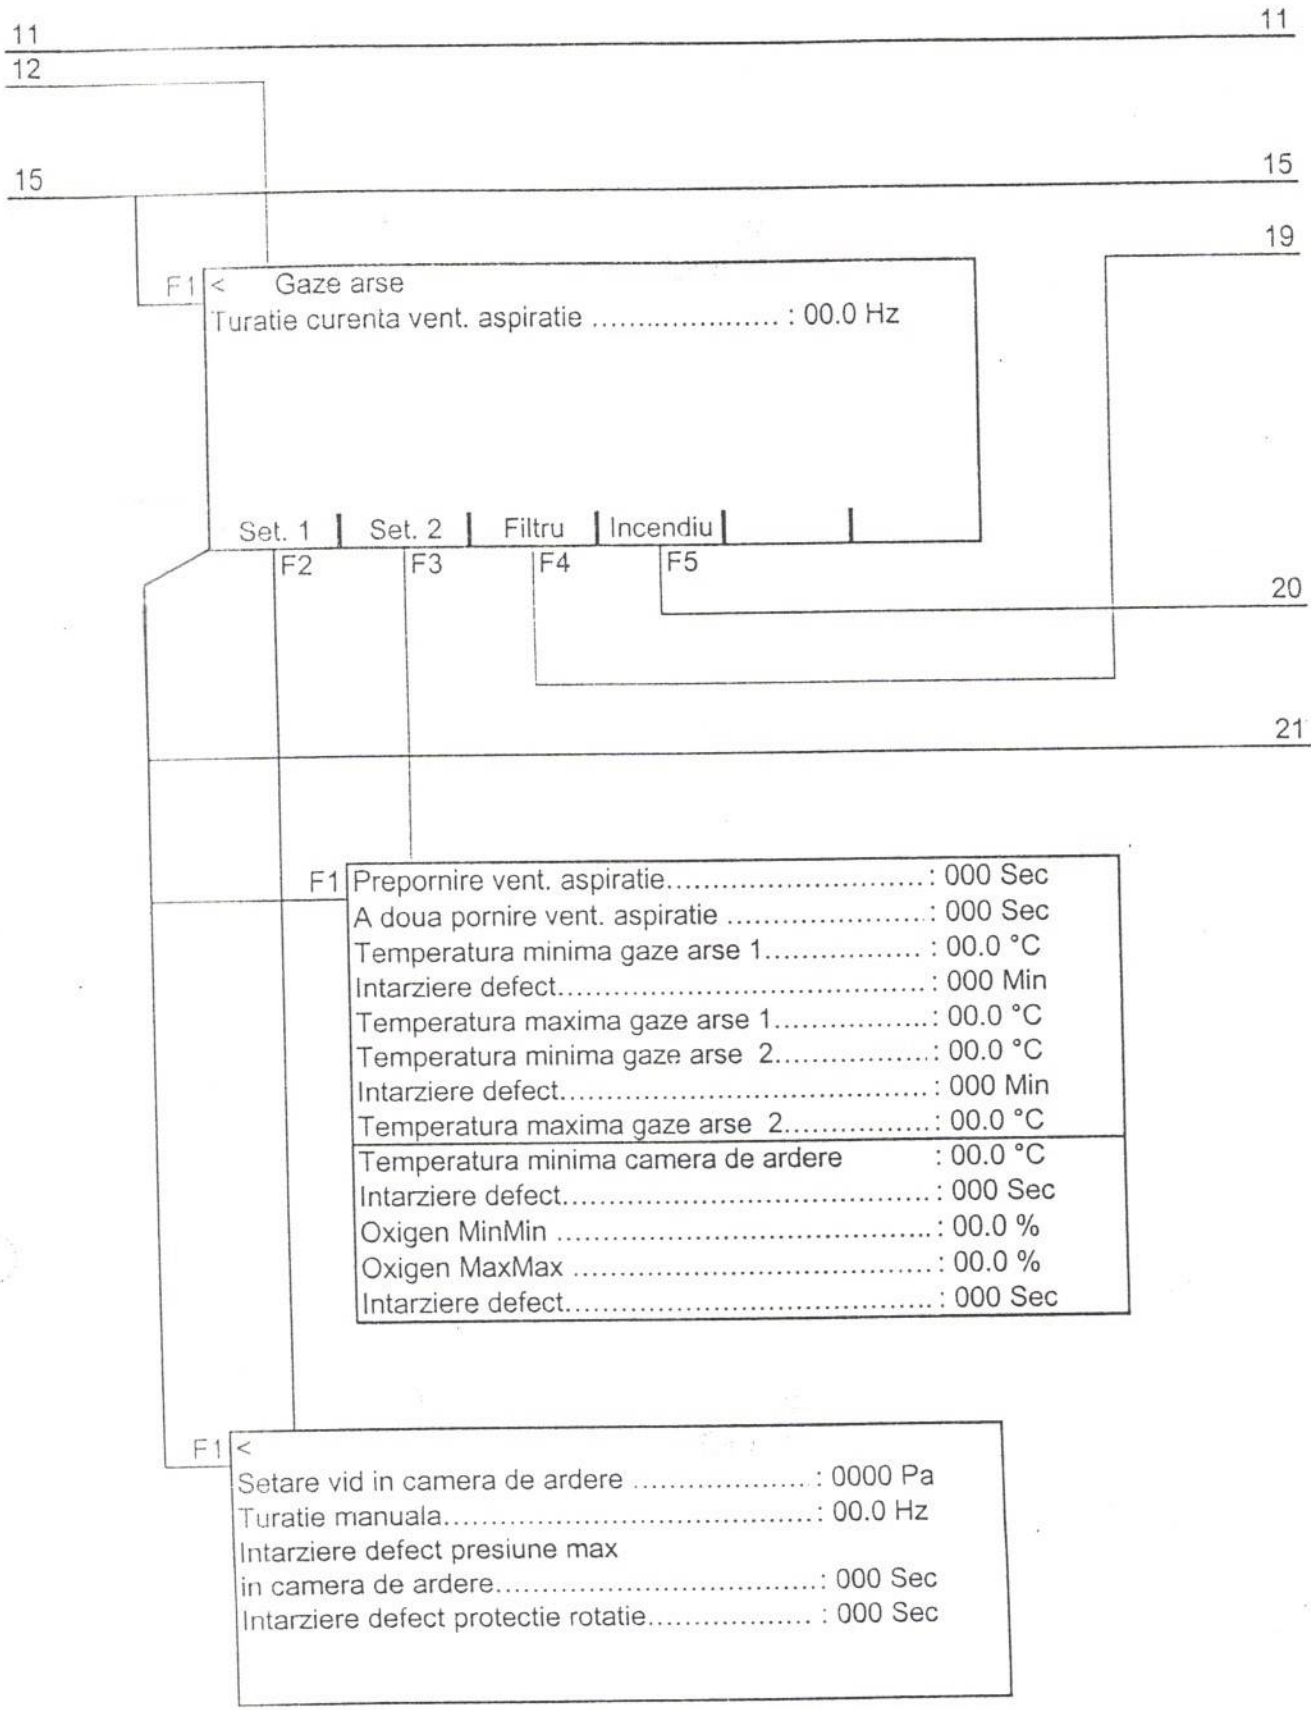 11 11
12
15 15
19
F1 < Gaze arse
Turatie curenta vent. aspiratie ..................... : 00.0 Hz
Set. 1 Set. 2 Filtru Incendiu
F2 F3 F4 F5
20
21
F1 Prepornire vent. aspiratie............................ : 000 Sec
A doua pornire vent. aspiratie ...................... : 000 Sec
Temperatura minima gaze arse 1................. : 00.0 °C
Intarziere defect........................................ : 000 Min
Temperatura maxima gaze arse 1................. : 00.0 °C
Temperatura minima gaze arse 2................. : 00.0 °C
Intarziere defect........................................ : 000 Min
Temperatura maxima gaze arse 2................ : 00.0 °C
Temperatura minima camera de ardere : 00.0 °C
Intarziere defect........................................ : 000 Sec
Oxigen MinMin ......................................... : 00.0 %
Oxigen MaxMax ....................................... : 00.0 %
Intarziere defect........................................ : 000 Sec
F1 <
Setare vid in camera de ardere .................... : 0000 Pa
Turatie manuala......................................... : 00.0 Hz
Intarziere defect presiune max
in camera de ardere.................................... : 000 Sec
Intarziere defect protectie rotatie.................. : 000 Sec